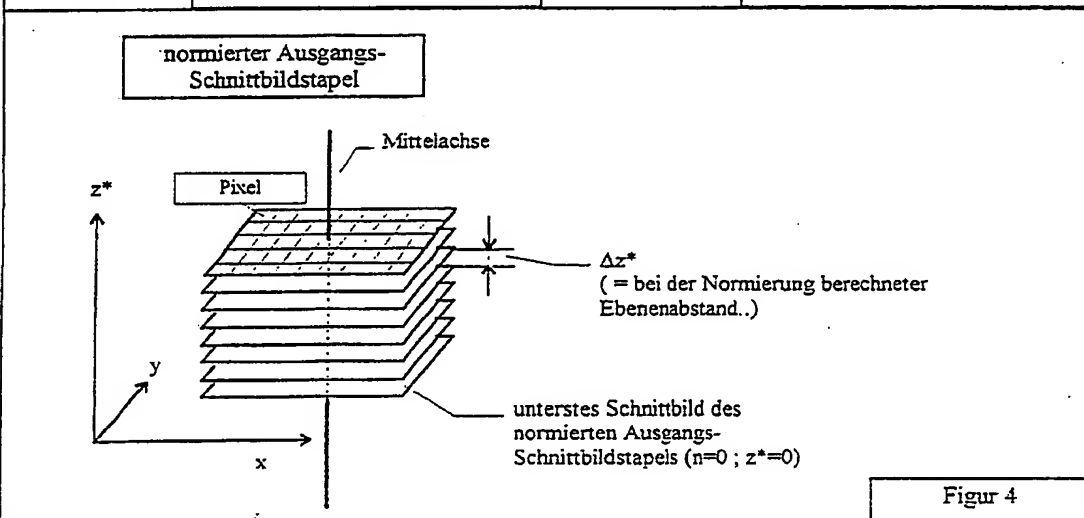 normierter Ausgangs-
Schnittbildstapel
Mittelachse
z*
Pixel
Δz*
( = bei der Normierung berechneter
Ebenenabstand..)
y
unterstes Schnittbild des
normierten Ausgangs-
Schnittbildstapels (n=0 ; z*=0)
x
Figur 4